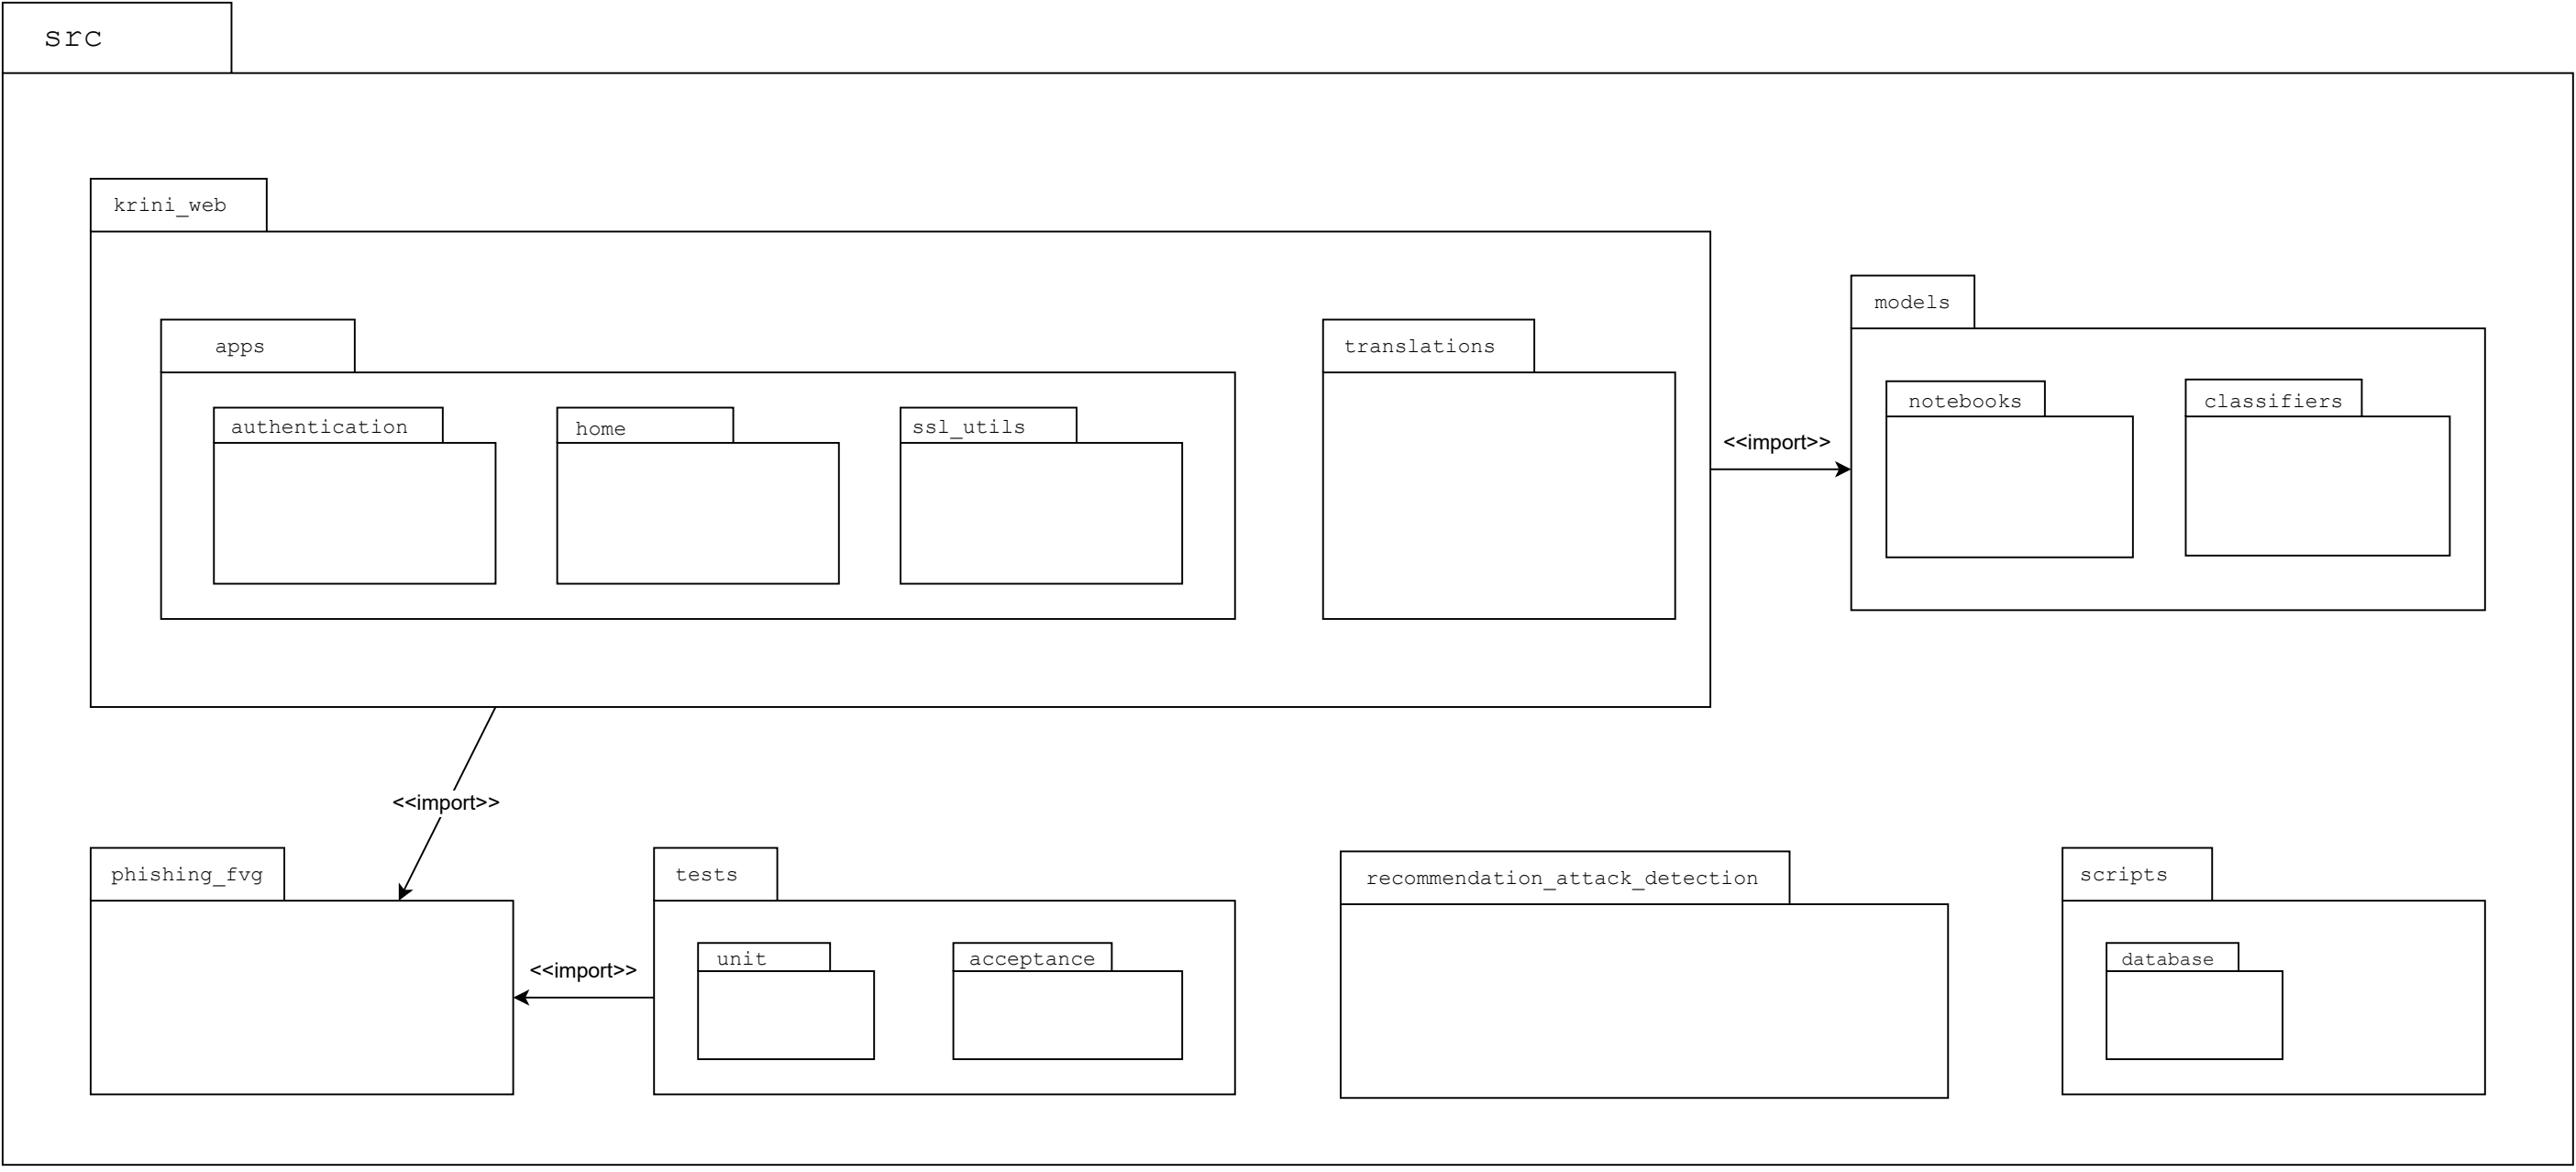 src
krini_web
models
apps
translations
notebooks
classifiers
authentication
home
ssl_utils
<<import>>
<<import>>
phishing_fvg
tests
recommendation_attack_detection
scripts
unit
acceptance
database
<<import>>